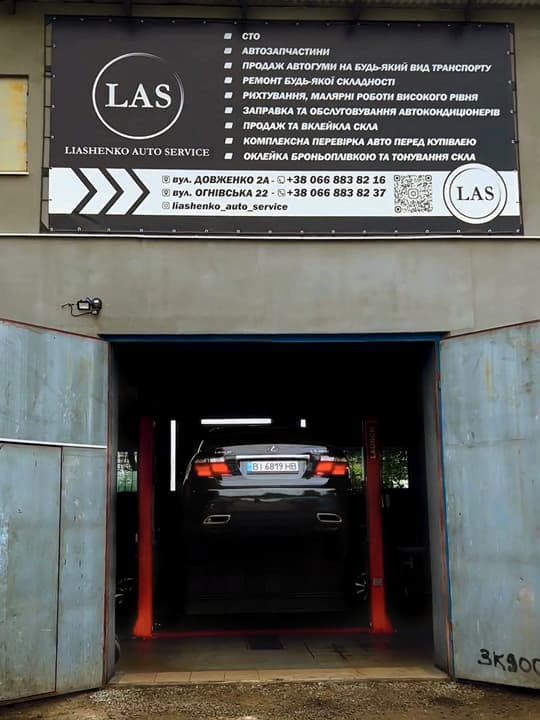 LAS
LIASHENKO AUTO SERVICE
СТО
АВТОЗАПЧАСТИНИ
ПРОДАЖ АВТОГУМИ НА БУДЬ-ЯКИЙ ВИД ТРАНСПОРТУ
РЕМОНТ БУДЬ-ЯКОЇ СКЛАДНОСТІ
РИХТУВАННЯ, МАЛЯРНІ РОБОТИ ВИСОКОГО РІВНЯ
ЗАПРАВКА ТА ОБСЛУГОВУВАННЯ АВТОКОНДИЦІОНЕРІВ
ПРОДАЖ ТА ВКЛЕЙКЛА СКЛА
КОМПЛЕКСНА ПЕРЕВІРКА АВТО ПЕРЕД КУПІВЛЕЮ
ОКЛЕЙКА БРОНЬОПЛІВКОЮ ТА ТОНУВАННЯ СКЛА
вул. ДОВЖЕНКО 2А - +38 066 883 82 16
вул. ОГНІВСЬКА 22 - +38 066 883 82 37
liashenko_auto_service
LAS
LAUNCH
BI 6819 HB